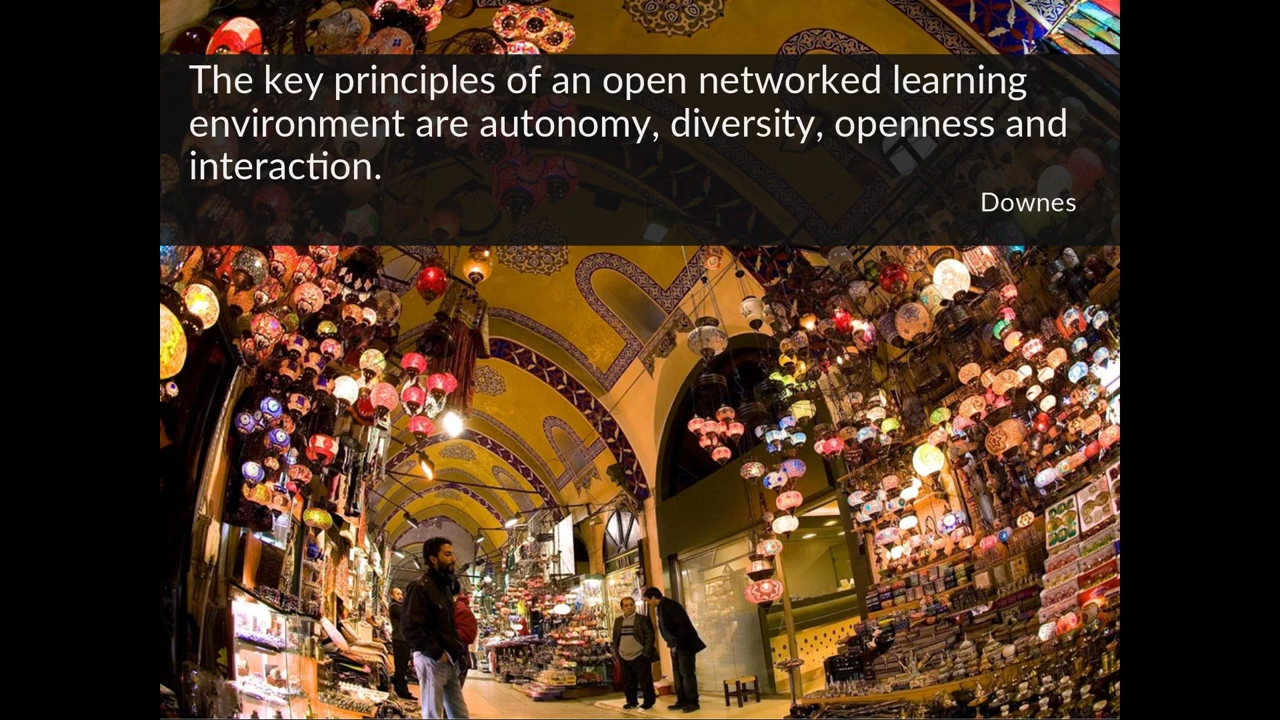 The key principles of an open networked learning
environment are autonomy, diversity, openness and
interaction.
Downes